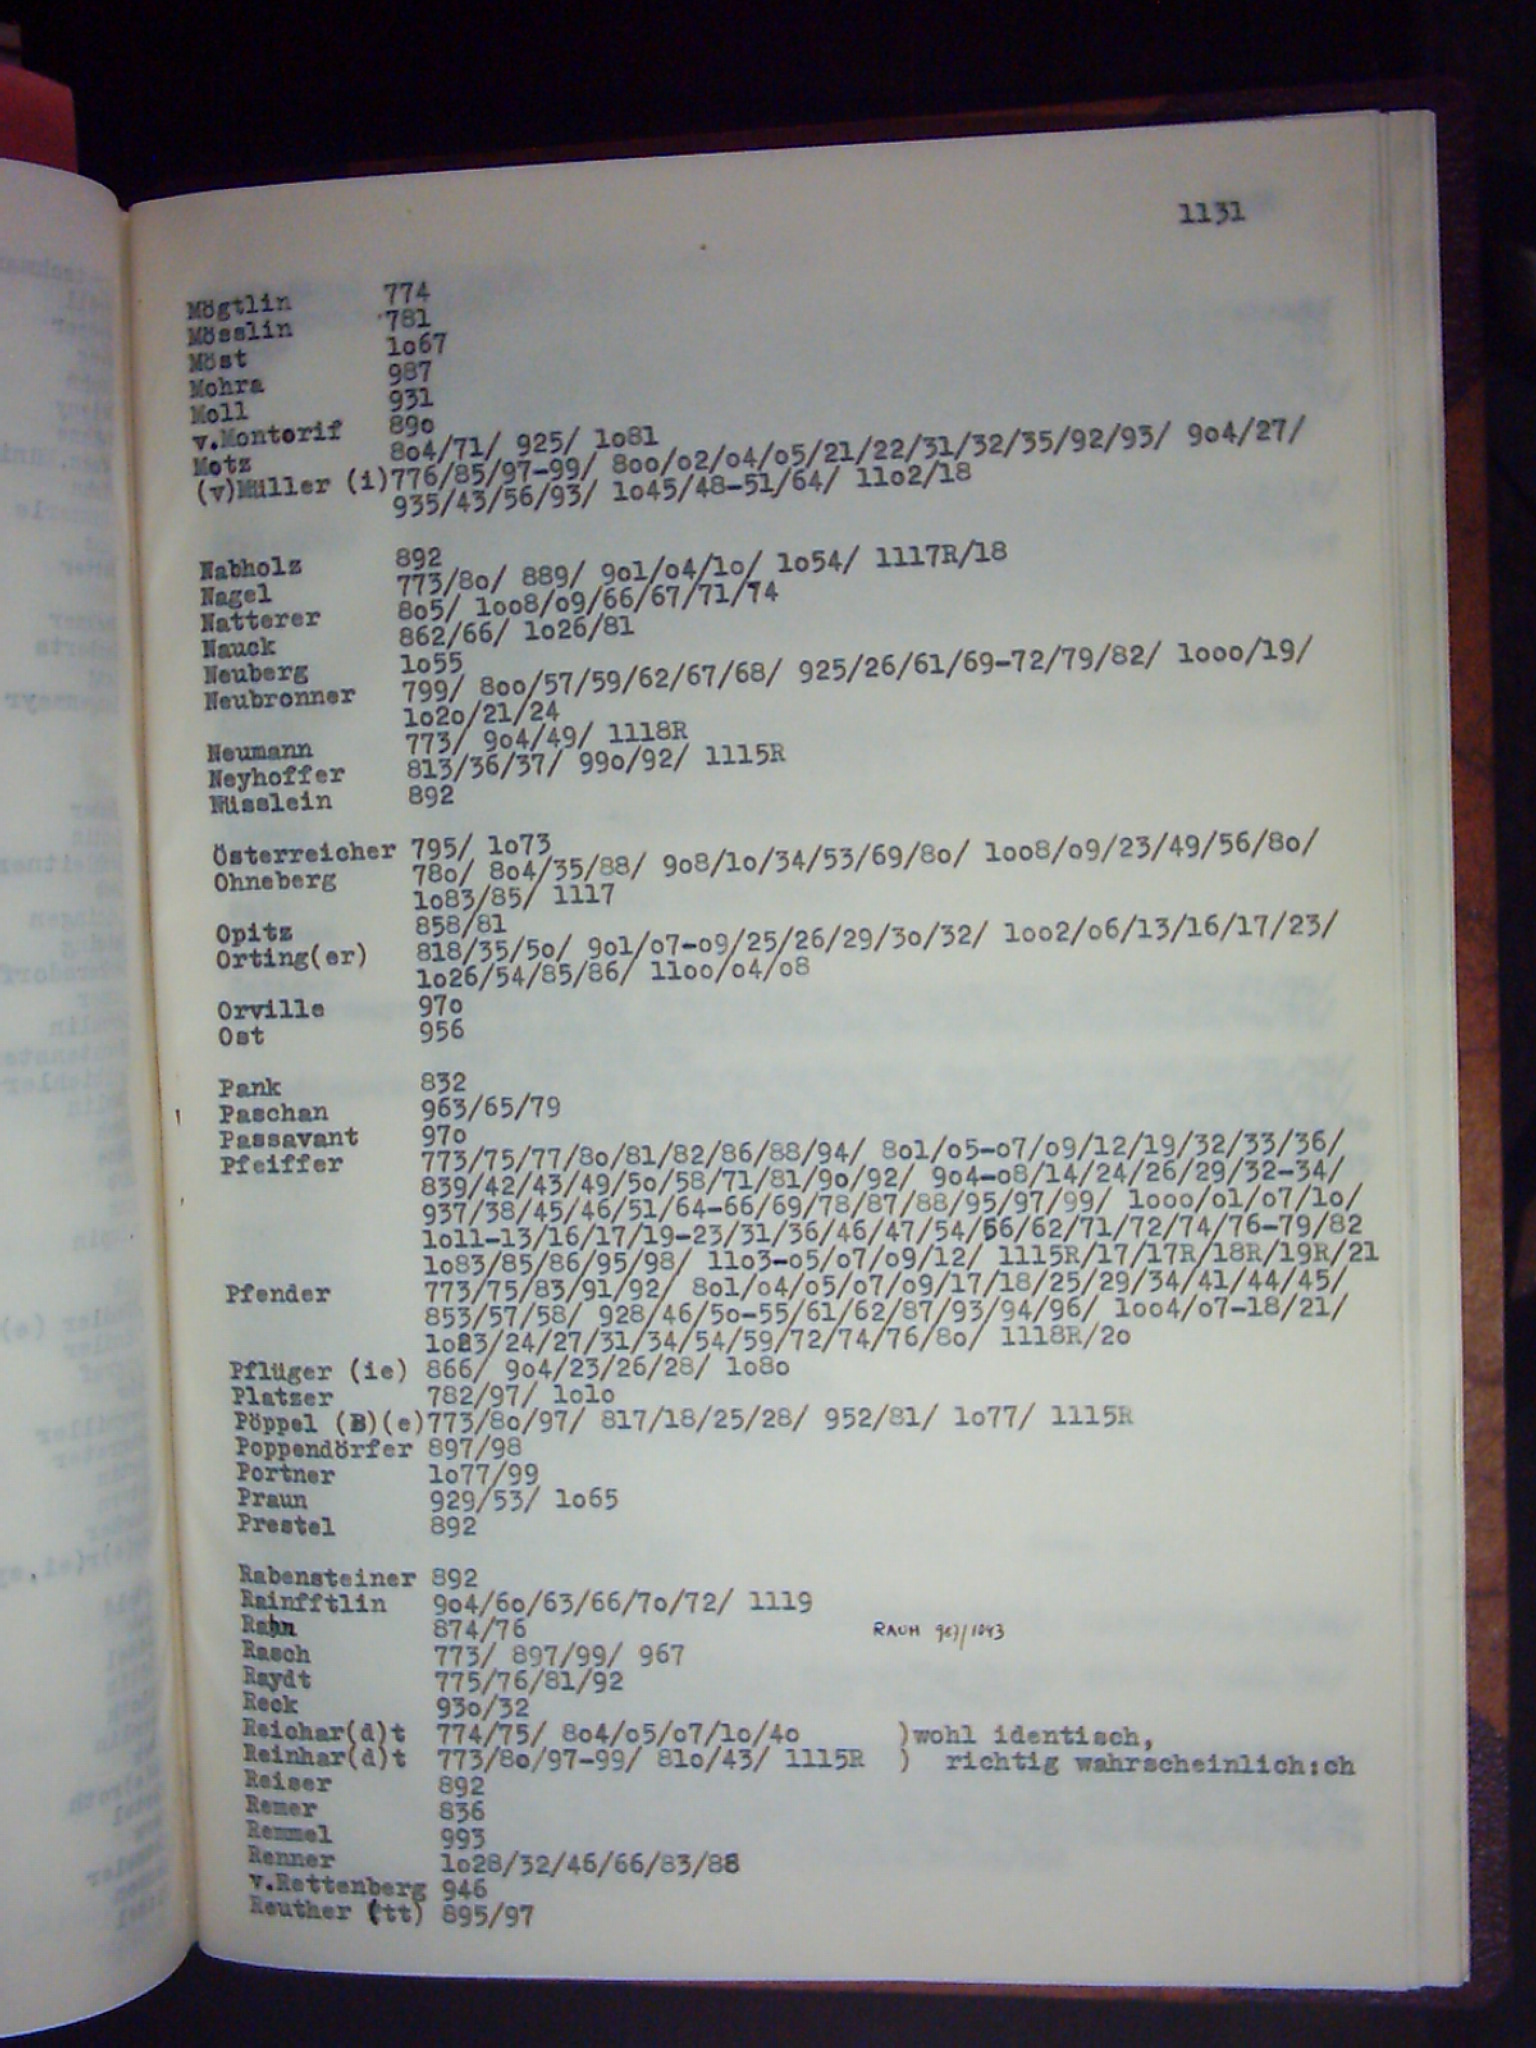 1131
Mögtlin 774
Mösslin 781
Möst 1o67
Mohra 987
Moll 931
v.Montorif 89o
Motz 8o4/71/ 925/ 1o81
(v)Müller (i)776/85/97-99/ 8oo/o2/o4/o5/21/22/31/32/35/92/93/ 9o4/27/
935/43/56/93/ 1o45/48-51/64/ 11o2/18
Nabholz 892
Nagel 773/8o/ 889/ 9o1/o4/1o/ 1o54/ 1117R/18
Natterer 8o5/ 1oo8/o9/66/67/71/74
Nauck 862/66/ 1o26/81
Neuberg 1o55
Neubronner 799/ 8oo/57/59/62/67/68/ 925/26/61/69-72/79/82/ 1ooo/19/
1o2o/21/24
Neumann 773/ 9o4/49/ 1118R
Neyhoffer 813/36/37/ 99o/92/ 1115R
Nüsslein 892
Österreicher 795/ 1o73
Ohneberg 78o/ 8o4/35/88/ 9o8/1o/34/53/69/8o/ 1oo8/o9/23/49/56/8o/
1o83/85/ 1117
Opitz 858/81
Orting(er) 818/35/5o/ 9o1/o7-o9/25/26/29/3o/32/ 1oo2/o6/13/16/17/23/
1o26/54/85/86/ 11oo/o4/o8
Orville 97o
Ost 956
Pank 832
Paschan 963/65/79
Passavant 97o
Pfeiffer 773/75/77/8o/81/82/86/88/94/ 8o1/o5-o7/o9/12/19/32/33/36/
839/42/43/49/5o/58/71/81/9o/92/ 9o4-o8/14/24/26/29/32-34/
937/38/45/46/51/64-66/69/78/87/88/95/97/99/ 1ooo/o1/o7/1o/
1o11-13/16/17/19-23/31/36/46/47/54/56/62/71/72/74/76-79/82
1o83/85/86/95/98/ 11o3-o5/o7/o9/12/ 1115R/17/17R/18R/19R/21
Pfender 773/75/83/91/92/ 8o1/o4/o5/o7/o9/17/18/25/29/34/41/44/45/
853/57/58/ 928/46/5o-55/61/62/87/93/94/96/ 1oo4/o7-18/21/
1o23/24/27/31/34/54/59/72/74/76/8o/ 1118R/2o
Pflüger (ie) 866/ 9o4/23/26/28/ 1o8o
Platzer 782/97/ 1o1o
Pöppel (B)(e)773/8o/97/ 817/18/25/28/ 952/81/ 1o77/ 1115R
Poppendörfer 897/98
Portner 1o77/99
Praun 929/53/ 1o65
Prestel 892
Rabensteiner 892
Rainfftlin 9o4/6o/63/66/7o/72/ 1119
Rahn 874/76 RAUH 987/1043
Rasch 773/ 897/99/ 967
Raydt 775/76/81/92
Reck 93o/32
Reichar(d)t 774/75/ 8o4/o5/o7/1o/4o )wohl identisch,
Reinhar(d)t 773/8o/97-99/ 81o/43/ 1115R ) richtig wahrscheinlich:ch
Reiser 892
Remer 836
Remmel 993
Renner 1o28/32/46/66/83/88
v.Rettenberg 946
Reuther (tt) 895/97